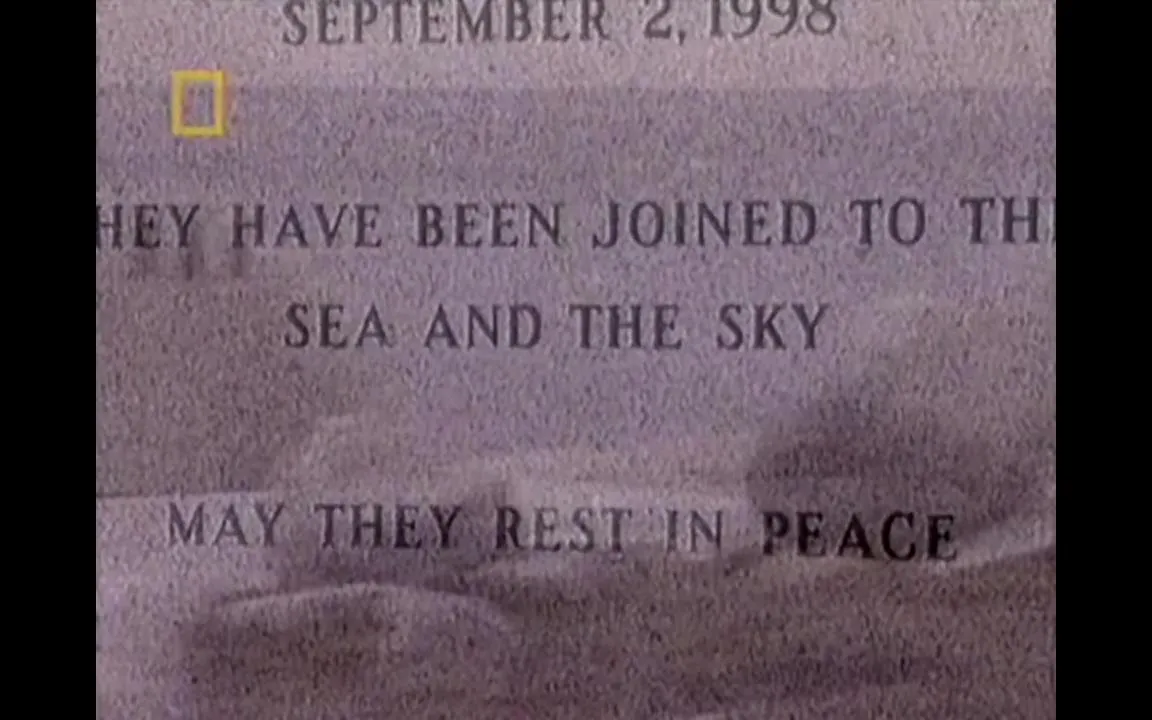 SEPTEMBER 2, 1998
HEY HAVE BEEN JOINED TO TH
SEA AND THE SKY
MAY THEY REST IN PEACE